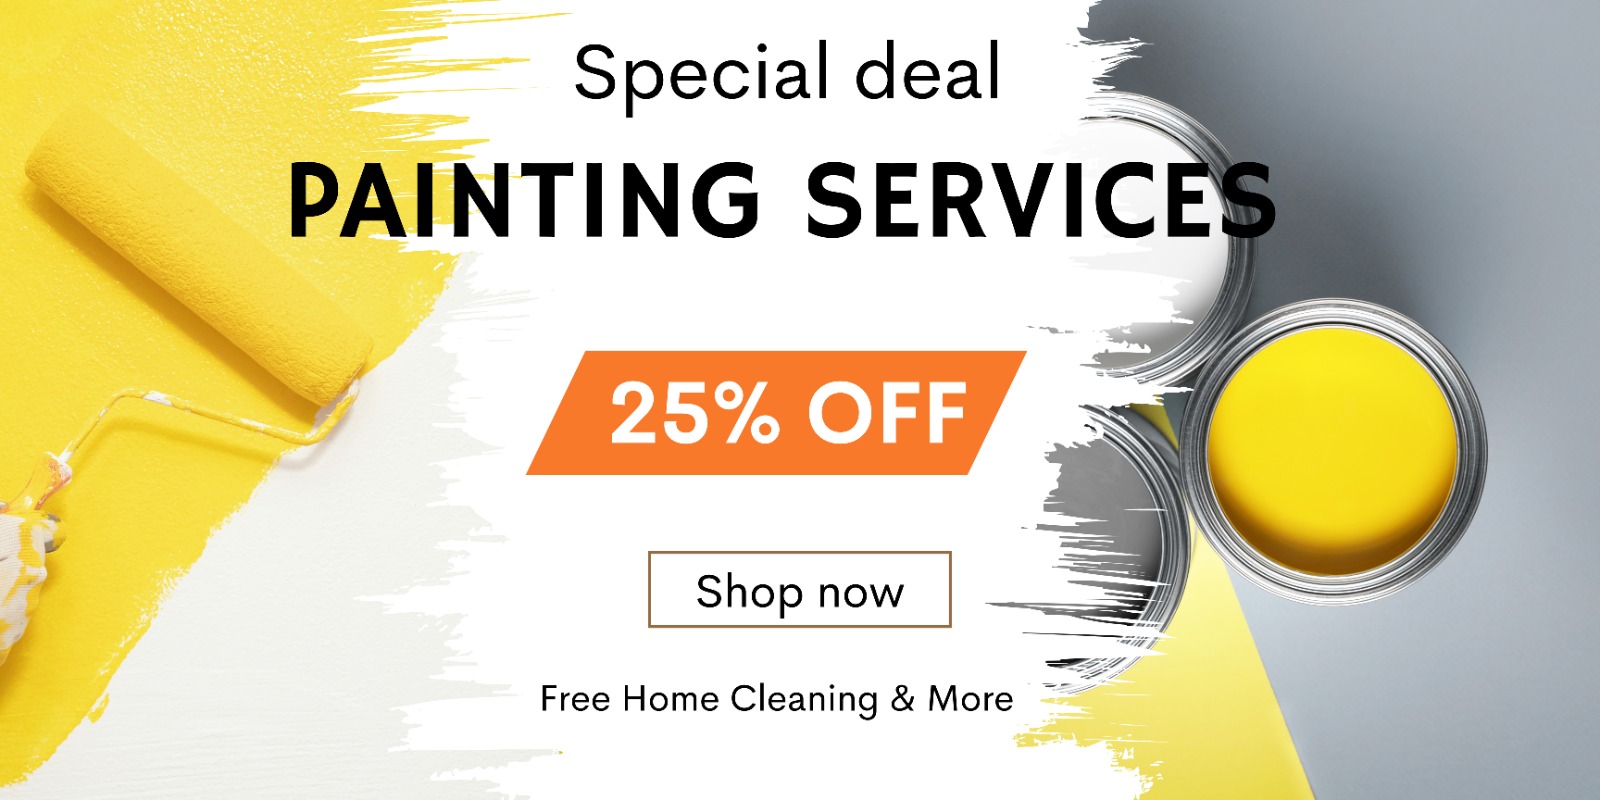 Special deal
PAINTING SERVICES
25% OFF
Shop now
Free Home Cleaning & More